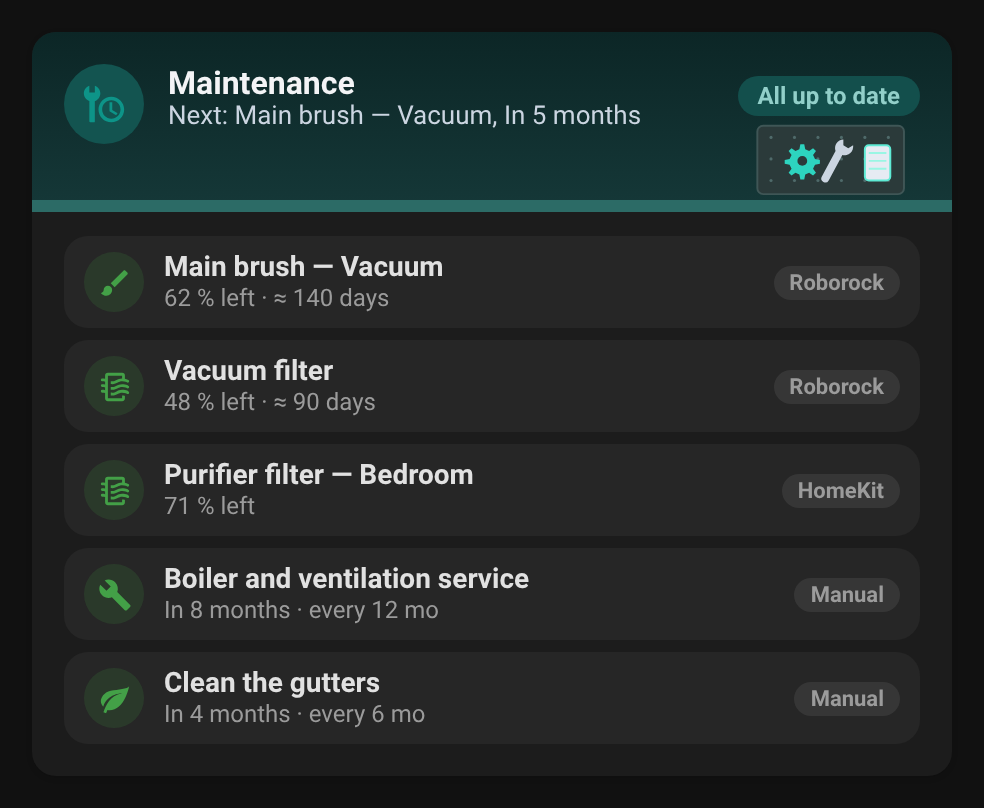 Maintenance
Next: Main brush — Vacuum, In 5 months
All up to date
Main brush — Vacuum
62 % left · ≈ 140 days
Roborock
Vacuum filter
48 % left · ≈ 90 days
Roborock
Purifier filter — Bedroom
71 % left
HomeKit
Boiler and ventilation service
In 8 months · every 12 mo
Manual
Clean the gutters
In 4 months · every 6 mo
Manual